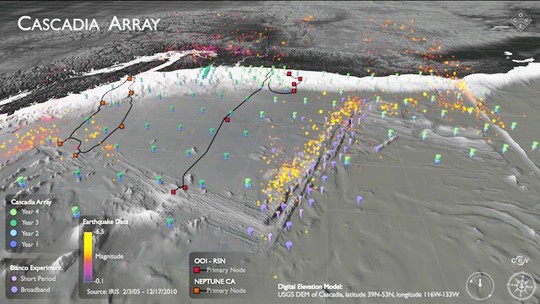 CASCADIA ARRAY
Cascadia Array
Year 4
Year 3
Year 2
Year 1
Blanco Experiment
Short Period
Broadband
Earthquake Data
6.5
Magnitude
-0.1
Source: IRIS 2/3/05 - 12/17/2010
OOI - RSN
Primary Node
NEPTUNE CA
Primary Node
Digital Elevation Model:
USGS DEM of Cascadia, latitude 39N-53N, longitude 116W-133W